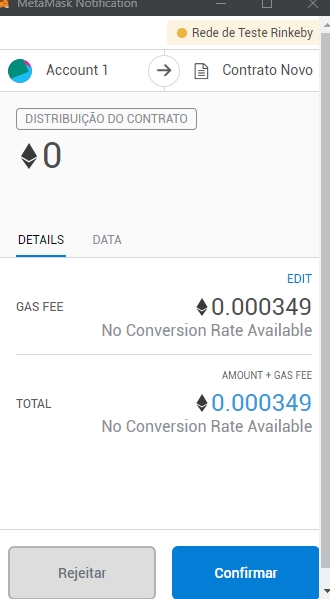 MetaMask Notification
Rede de Teste Rinkeby
Account 1
Contrato Novo
DISTRIBUIÇÃO DO CONTRATO
0
DETAILS
DATA
EDIT
GAS FEE
0.000349
No Conversion Rate Available
AMOUNT + GAS FEE
TOTAL
0.000349
No Conversion Rate Available
Rejeitar
Confirmar